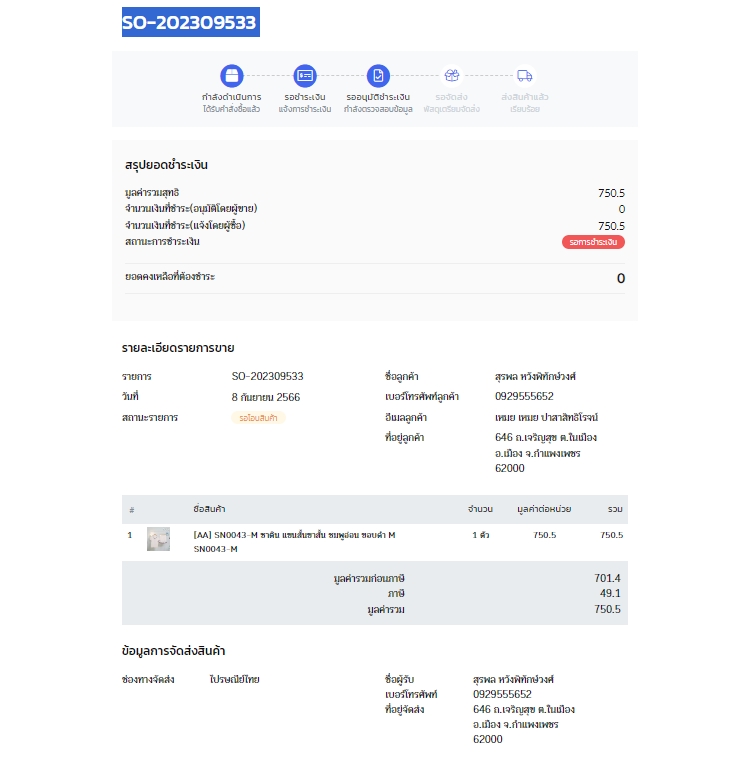 SO-202309533
กำลังดำเนินการ
ได้รับคำสั่งซื้อแล้ว
รอชำระเงิน
แจ้งการชำระเงิน
รออนุมัติชำระเงิน
กำลังตรวจสอบข้อมูล
รอจัดส่ง
พัสดุเตรียมจัดส่ง
ส่งสินค้าแล้ว
เรียบร้อย
สรุปยอดชำระเงิน
มูลค่ารวมสุทธิ 750.5
จำนวนเงินที่ชำระ(อนุมัติโดยผู้ขาย) 0
จำนวนเงินที่ชำระ(แจ้งโดยผู้ซื้อ) 750.5
สถานะการชำระเงิน รอการชำระเงิน
ยอดคงเหลือที่ต้องชำระ 0
รายละเอียดรายการขาย
รายการ SO-202309533
วันที่ 8 กันยายน 2566
สถานะรายการ รอโอนสินค้า
ชื่อลูกค้า สุรพล หวังพิทักษ์วงศ์
เบอร์โทรศัพท์ลูกค้า 0929555652
อีเมลลูกค้า เหมย เหมย ปาสาสิทธิโรจน์
ที่อยู่ลูกค้า 646 ถ.เจริญสุข ต.ในเมือง
อ.เมือง จ.กำแพงเพชร
62000
# ชื่อสินค้า จำนวน มูลค่าต่อหน่วย รวม
1 [AA] SN0043-M ซาติน แขนสั้นขาสั้น ชมพูอ่อน ขอบดำ M 1 ตัว 750.5 750.5
SN0043-M
มูลค่ารวมก่อนภาษี 701.4
ภาษี 49.1
มูลค่ารวม 750.5
ข้อมูลการจัดส่งสินค้า
ช่องทางจัดส่ง ไปรษณีย์ไทย
ชื่อผู้รับ สุรพล หวังพิทักษ์วงศ์
เบอร์โทรศัพท์ 0929555652
ที่อยู่จัดส่ง 646 ถ.เจริญสุข ต.ในเมือง
อ.เมือง จ.กำแพงเพชร
62000